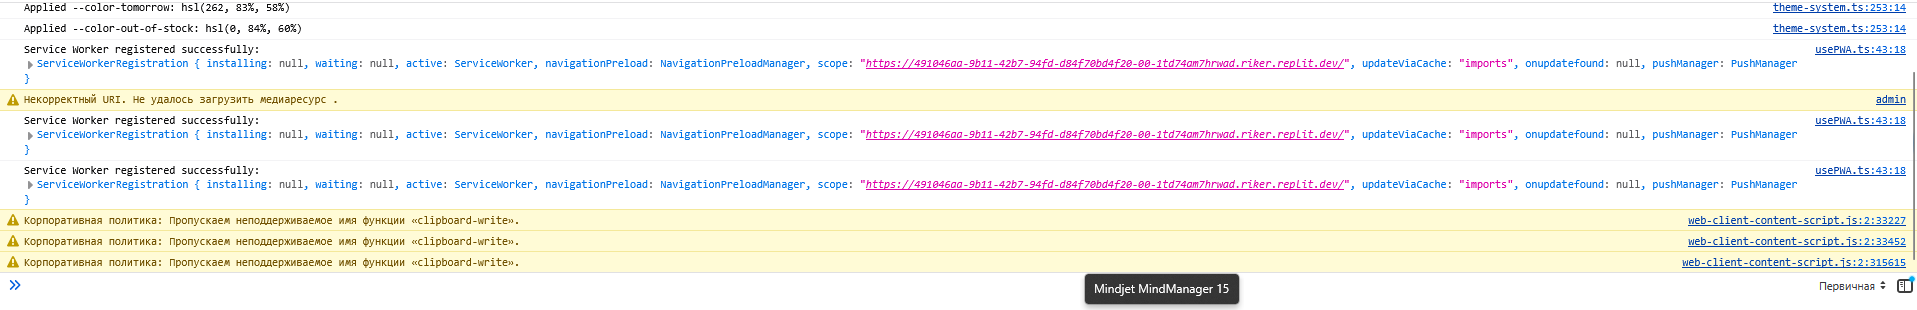 Applied --color-tomorrow: hsl(262, 83%, 58%) theme-system.ts:253:14
Applied --color-out-of-stock: hsl(0, 84%, 60%) theme-system.ts:253:14
Service Worker registered successfully: usePWA.ts:43:18
ServiceWorkerRegistration { installing: null, waiting: null, active: ServiceWorker, navigationPreload: NavigationPreloadManager, scope: "https://491046aa-9b11-42b7-94fd-d84f70bd4f20-00-1td74am7hrwad.riker.replit.dev/", updateViaCache: "imports", onupdatefound: null, pushManager: PushManager
}
Некорректный URI. Не удалось загрузить медиаресурс . admin
Service Worker registered successfully: usePWA.ts:43:18
ServiceWorkerRegistration { installing: null, waiting: null, active: ServiceWorker, navigationPreload: NavigationPreloadManager, scope: "https://491046aa-9b11-42b7-94fd-d84f70bd4f20-00-1td74am7hrwad.riker.replit.dev/", updateViaCache: "imports", onupdatefound: null, pushManager: PushManager
}
Service Worker registered successfully: usePWA.ts:43:18
ServiceWorkerRegistration { installing: null, waiting: null, active: ServiceWorker, navigationPreload: NavigationPreloadManager, scope: "https://491046aa-9b11-42b7-94fd-d84f70bd4f20-00-1td74am7hrwad.riker.replit.dev/", updateViaCache: "imports", onupdatefound: null, pushManager: PushManager
}
Корпоративная политика: Пропускаем неподдерживаемое имя функции «clipboard-write». web-client-content-script.js:2:33227
Корпоративная политика: Пропускаем неподдерживаемое имя функции «clipboard-write». web-client-content-script.js:2:33452
Корпоративная политика: Пропускаем неподдерживаемое имя функции «clipboard-write». web-client-content-script.js:2:315615
Первичная
Mindjet MindManager 15